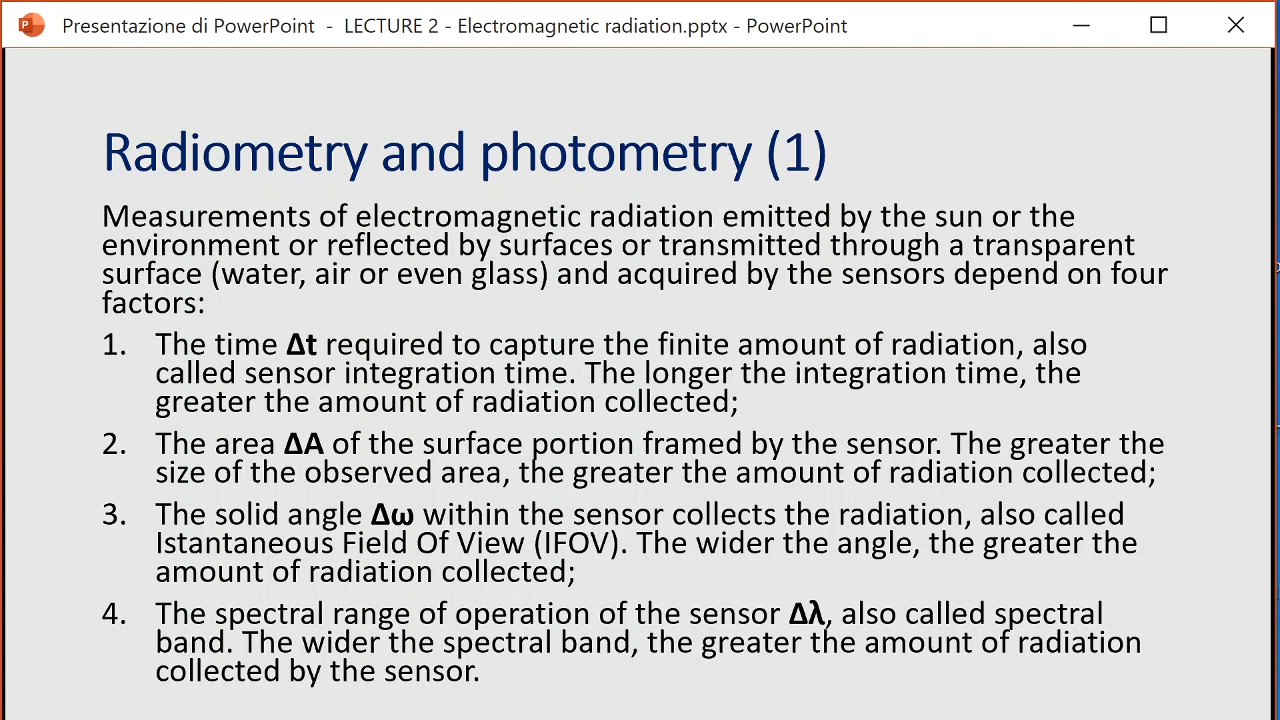 Presentazione di PowerPoint - LECTURE 2 - Electromagnetic radiation.pptx - PowerPoint
Radiometry and photometry (1)
Measurements of electromagnetic radiation emitted by the sun or the
environment or reflected by surfaces or transmitted through a transparent
surface (water, air or even glass) and acquired by the sensors depend on four
factors:
1. The time Δt required to capture the finite amount of radiation, also
called sensor integration time. The longer the integration time, the
greater the amount of radiation collected;
2. The area ΔA of the surface portion framed by the sensor. The greater the
size of the observed area, the greater the amount of radiation collected;
3. The solid angle Δω within the sensor collects the radiation, also called
Istantaneous Field Of View (IFOV). The wider the angle, the greater the
amount of radiation collected;
4. The spectral range of operation of the sensor Δλ, also called spectral
band. The wider the spectral band, the greater the amount of radiation
collected by the sensor.